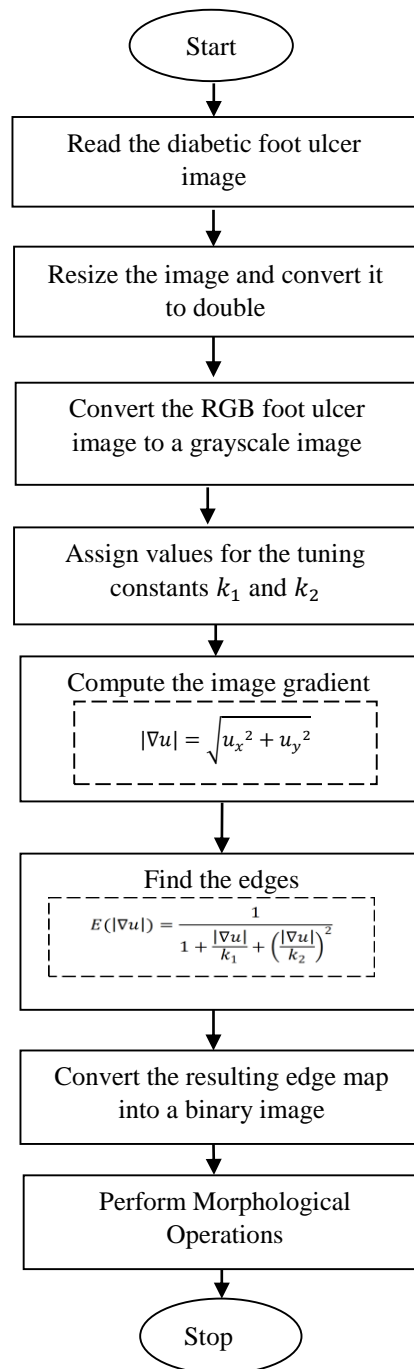 Start
Read the diabetic foot ulcer
image
Resize the image and convert it
to double
Convert the RGB foot ulcer
image to a grayscale image
Assign values for the tuning
constants k₁ and k₂
Compute the image gradient
|∇u| = √(uₓ² + u_y²)
Find the edges
E(|∇u|) = 1 / (1 + |∇u|/k₁ + (|∇u|/k₂)²)
Convert the resulting edge map
into a binary image
Perform Morphological
Operations
Stop